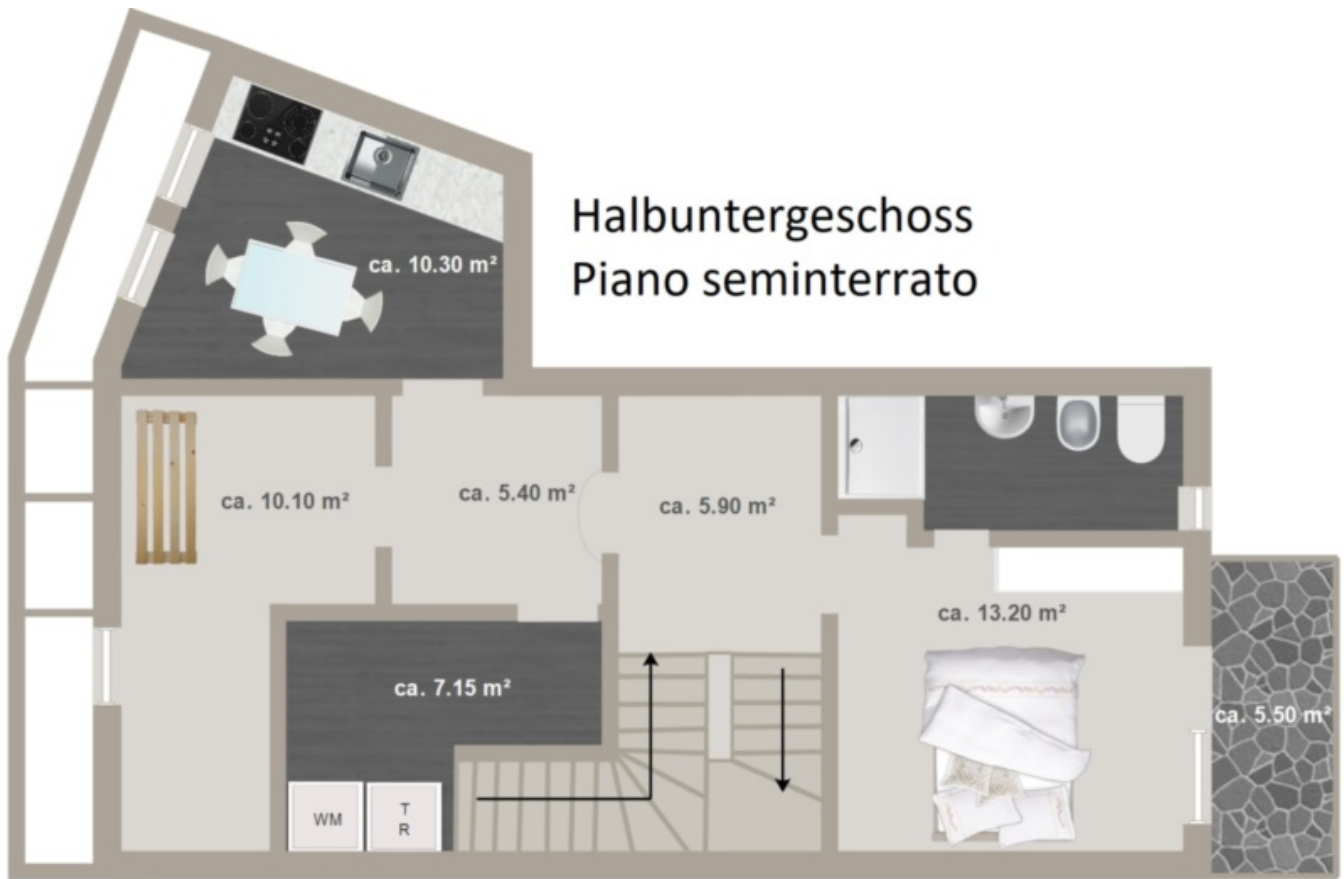 Halbuntergeschoss
Piano seminterrato
ca. 10.30 m²
ca. 10.10 m²
ca. 5.40 m²
ca. 5.90 m²
ca. 13.20 m²
ca. 7.15 m²
ca. 5.50 m²
WM
T
R